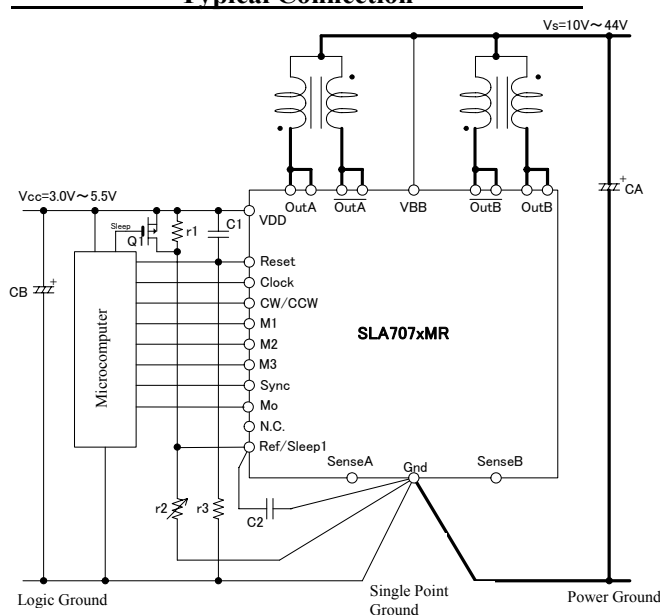 Typical Connection
Vs=10V～44V
Vcc=3.0V～5.5V
OutA
OutA
VBB
OutB
OutB
CA
+
Sleep
Q1
r1
C1
VDD
CB
+
Microcomputer
Reset
Clock
CW/CCW
M1
M2
M3
Sync
Mo
N.C.
Ref/Sleep1
SLA707xMR
SenseA
Gnd
SenseB
r2
r3
C2
Logic Ground
Single Point
Ground
Power Ground